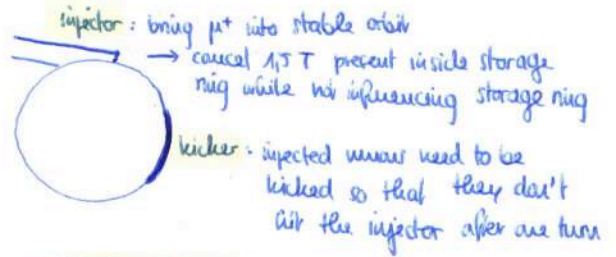 injector: bring μ⁺ into stable orbit
→ cancel 1,5 T present inside storage
ring while not influencing storage ring
kicker: injected muons need to be
kicked so that they don't
hit the injector after one turn